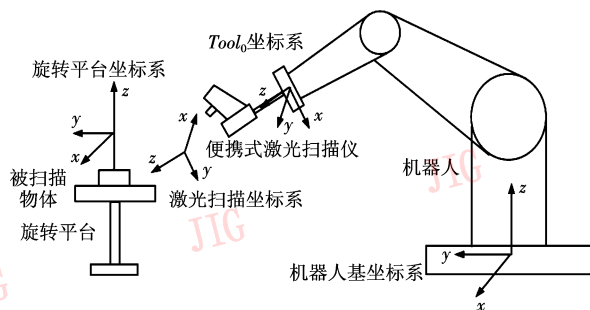 Tool₀坐标系
旋转平台坐标系
z
y
x
z
y
x
x
z
y
便携式激光扫描仪
被扫描
物体
激光扫描坐标系
旋转平台
机器人
z
y
x
机器人基坐标系
JIG
JIG